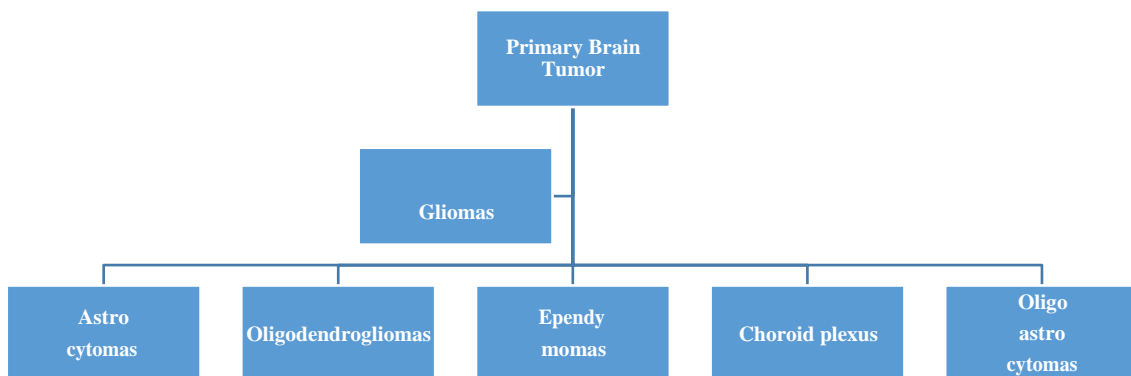 Primary Brain
Tumor
Gliomas
Astro
cytomas
Oligodendrogliomas
Ependy
momas
Choroid plexus
Oligo
astro
cytomas